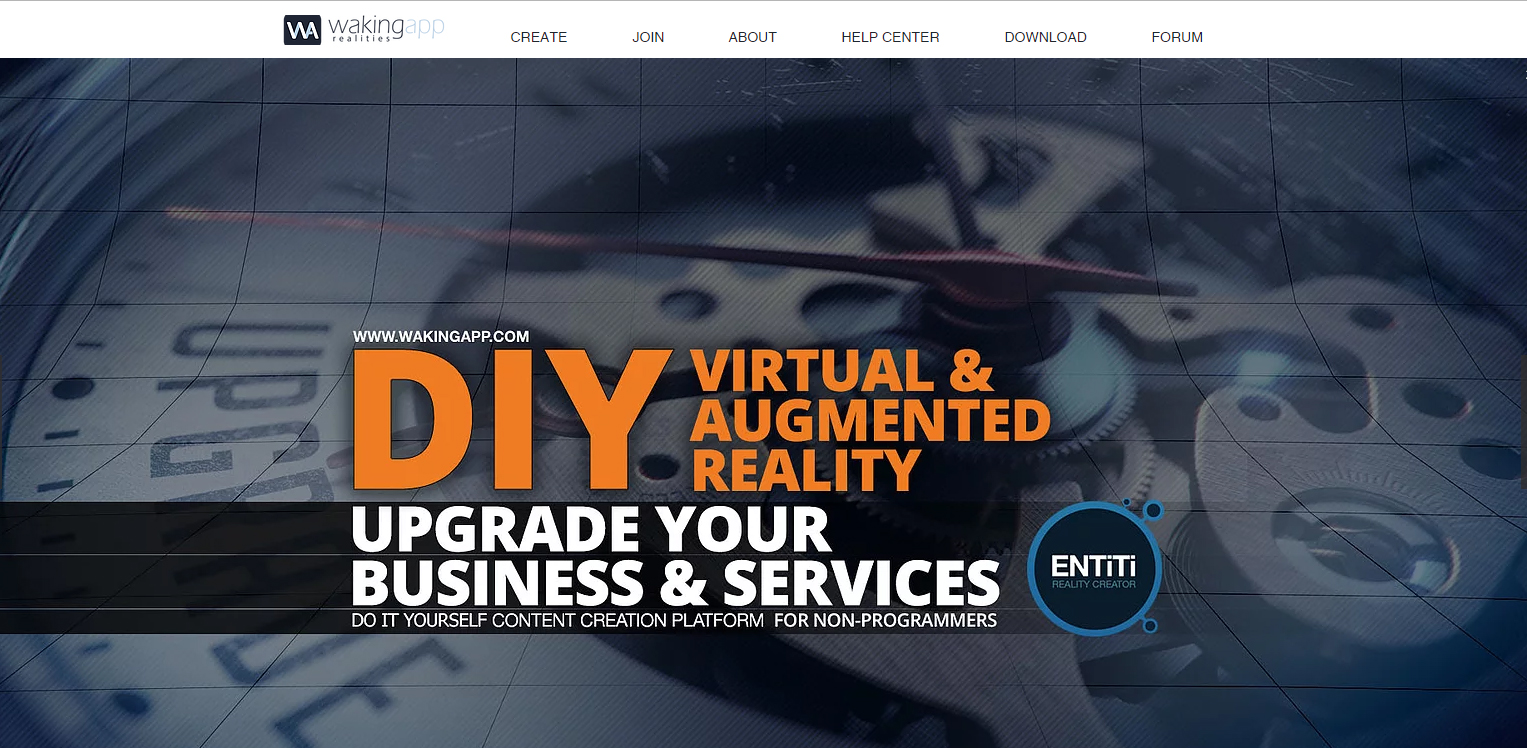 WA wakingapp
realities
CREATE JOIN ABOUT HELP CENTER DOWNLOAD FORUM
WWW.WAKINGAPP.COM
DIY
VIRTUAL &
AUGMENTED
REALITY
UPGRADE YOUR
BUSINESS & SERVICES
DO IT YOURSELF CONTENT CREATION PLATFORM FOR NON-PROGRAMMERS
ENTiTi
REALITY CREATOR